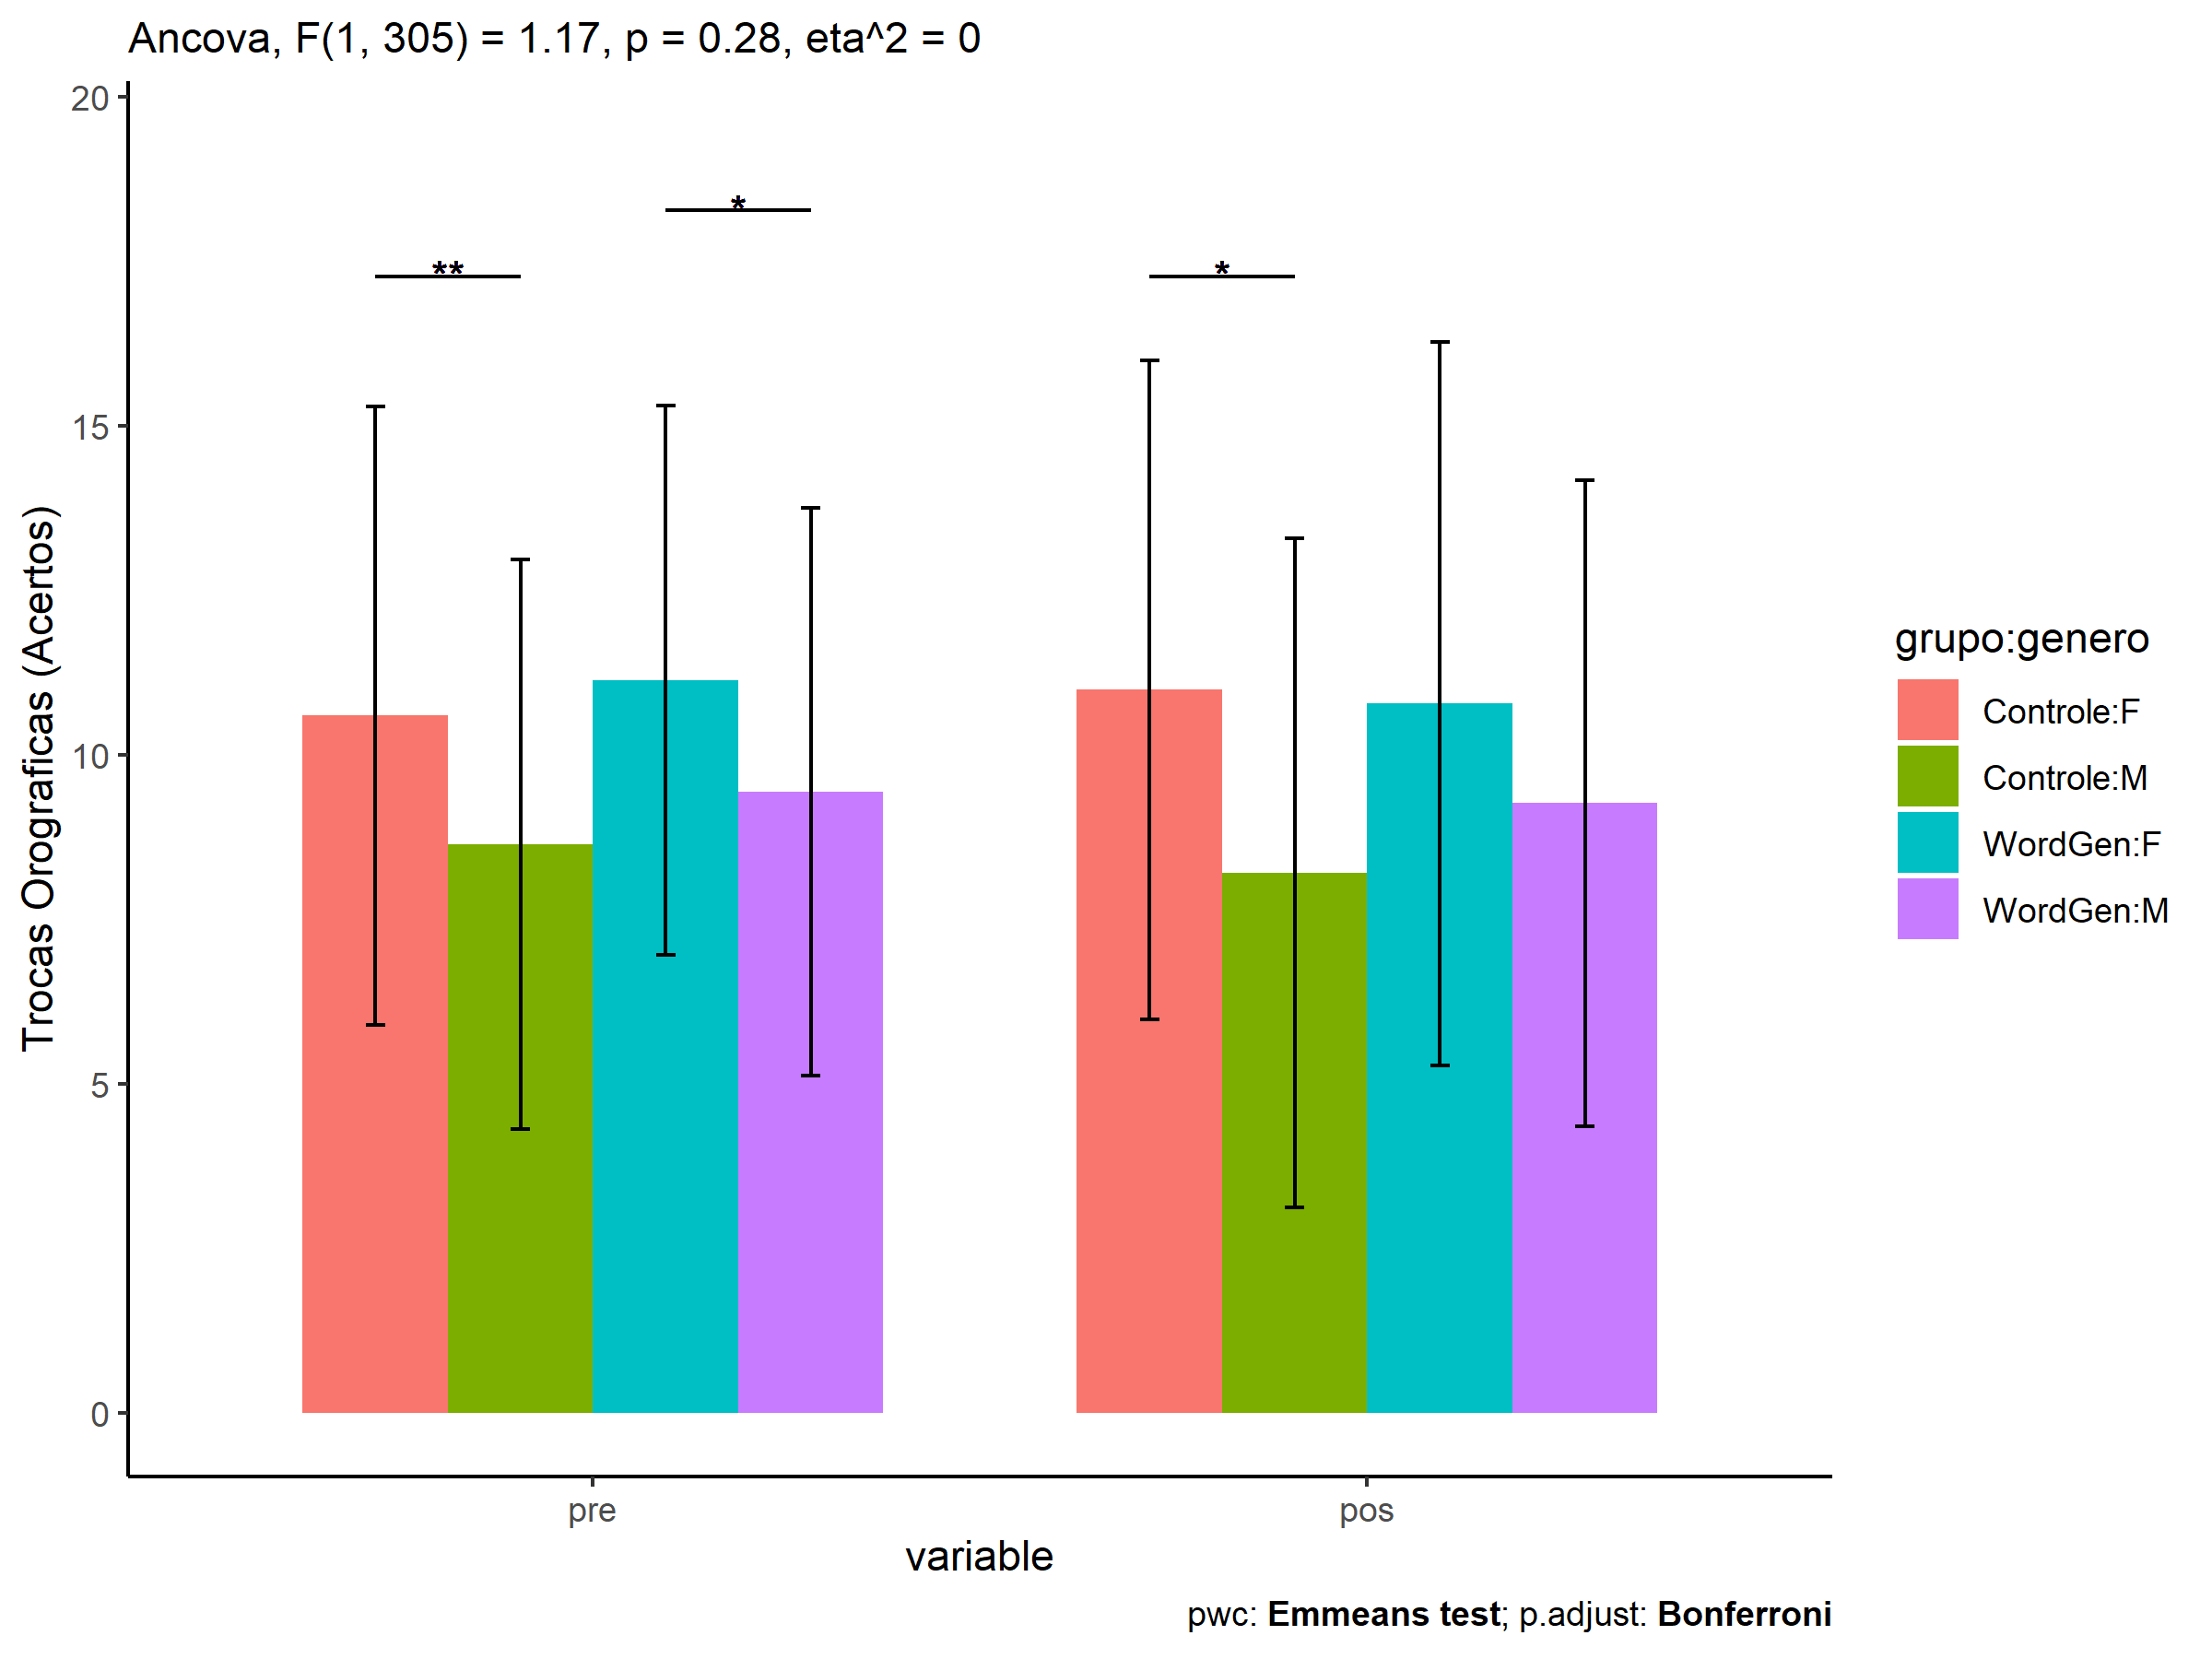 Ancova, F(1, 305) = 1.17, p = 0.28, eta^2 = 0
20
15
10
5
0
Trocas Orograficas (Acertos)
**
*
*
pre
pos
variable
grupo:genero
Controle:F
Controle:M
WordGen:F
WordGen:M
pwc: Emmeans test; p.adjust: Bonferroni